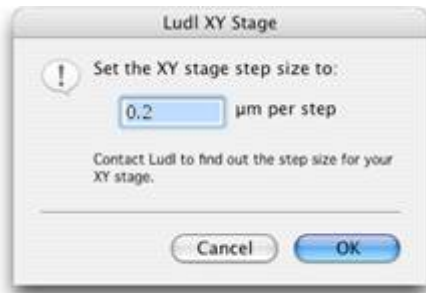 Ludl XY Stage
Set the XY stage step size to:
0.2 µm per step
Contact Ludl to find out the step size for your
XY stage.
Cancel OK